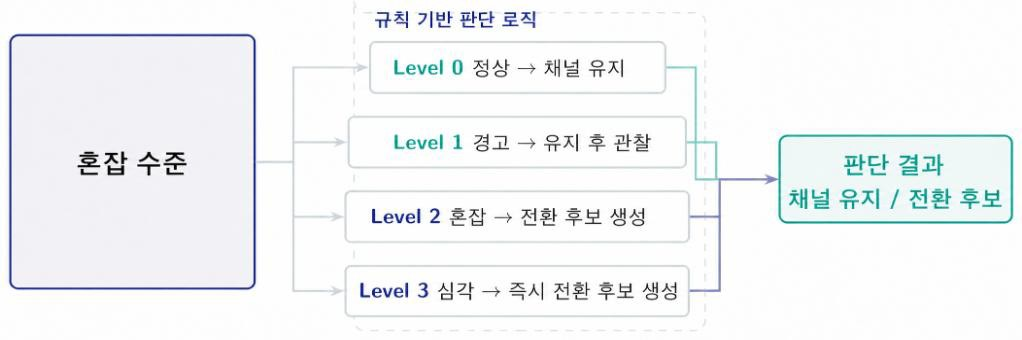 규칙 기반 판단 로직
혼잡 수준
Level 0 정상 → 채널 유지
Level 1 경고 → 유지 후 관찰
Level 2 혼잡 → 전환 후보 생성
Level 3 심각 → 즉시 전환 후보 생성
판단 결과
채널 유지 / 전환 후보